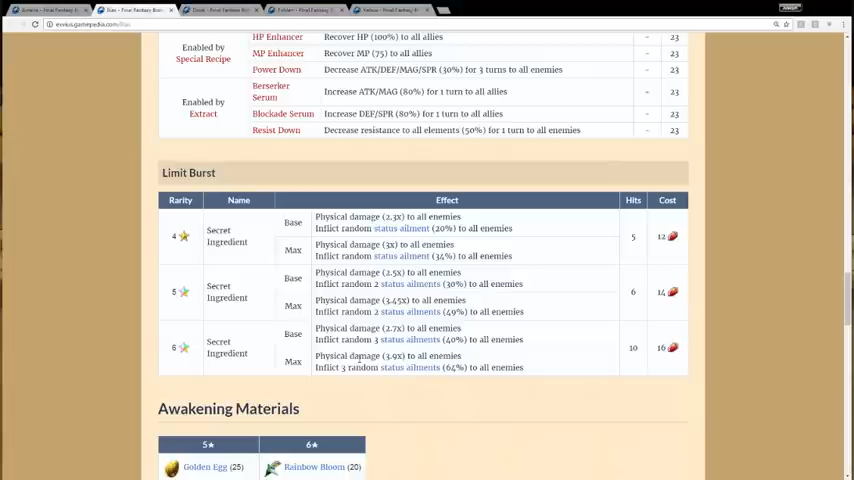 exvius.gamepedia.com/Ilias
Enabled by
Special Recipe
HP Enhancer Recover HP (100%) to all allies - 23
MP Enhancer Recover MP (75) to all allies - 23
Power Down Decrease ATK/DEF/MAG/SPR (30%) for 3 turns to all enemies - 23
Enabled by
Extract
Berserker
Serum
Increase ATK/MAG (80%) for 1 turn to all allies - 23
Blockade Serum Increase DEF/SPR (80%) for 1 turn to all allies - 23
Resist Down Decrease resistance to all elements (50%) for 1 turn to all enemies - 23
Limit Burst
Rarity Name Effect Hits Cost
4 Secret
Ingredient
Base Physical damage (2.3x) to all enemies
Inflict random status ailment (20%) to all enemies
Max Physical damage (3x) to all enemies
Inflict random status ailment (34%) to all enemies
5 12
5 Secret
Ingredient
Base Physical damage (2.5x) to all enemies
Inflict random 2 status ailments (30%) to all enemies
Max Physical damage (3.45x) to all enemies
Inflict random 2 status ailments (49%) to all enemies
6 14
6 Secret
Ingredient
Base Physical damage (2.7x) to all enemies
Inflict random 3 status ailments (40%) to all enemies
Max Physical damage (3.9x) to all enemies
Inflict 3 random status ailments (64%) to all enemies
10 16
Awakening Materials
5★ 6★
Golden Egg (25) Rainbow Bloom (20)